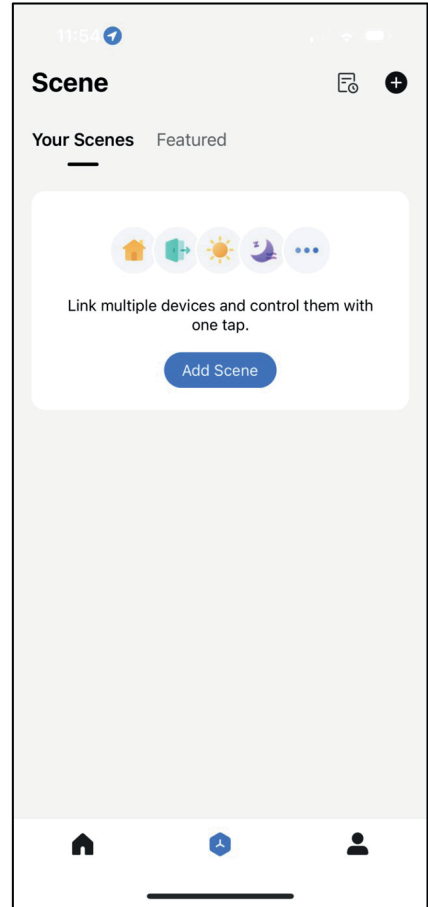 11:54
Scene
Your Scenes Featured
Link multiple devices and control them with
one tap.
Add Scene